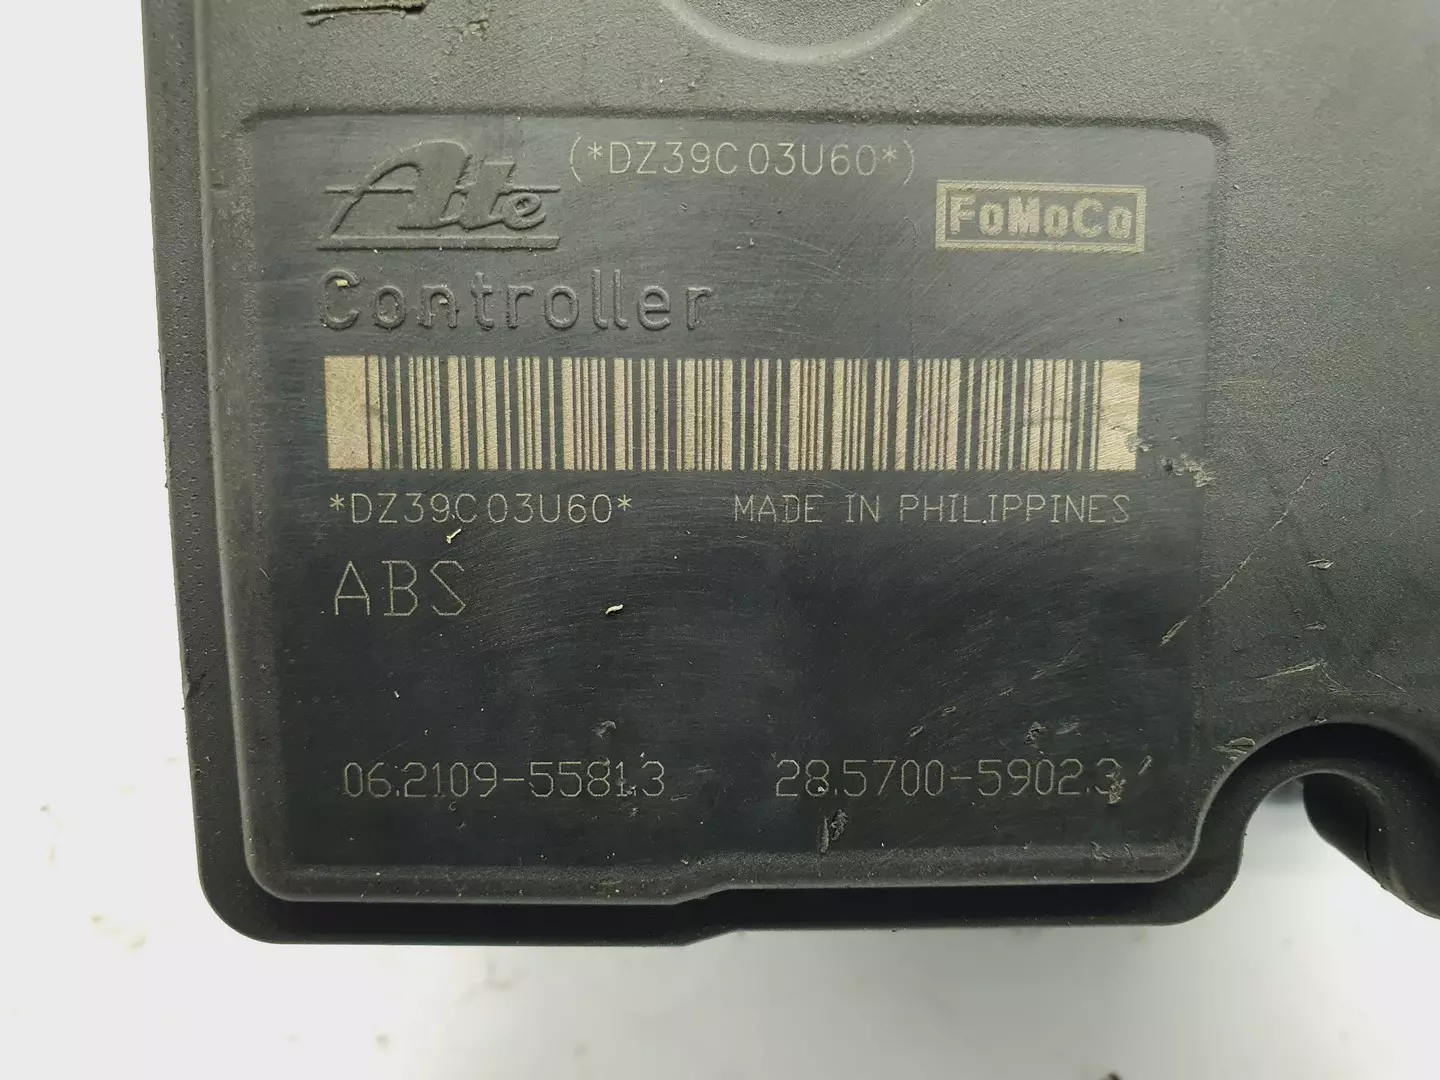 (*DZ39C03U60*)
Ate
FoMoCo
Controller
*DZ39C03U60*
MADE IN PHILIPPINES
ABS
06.2109-5581.3
28.5700-5902.3